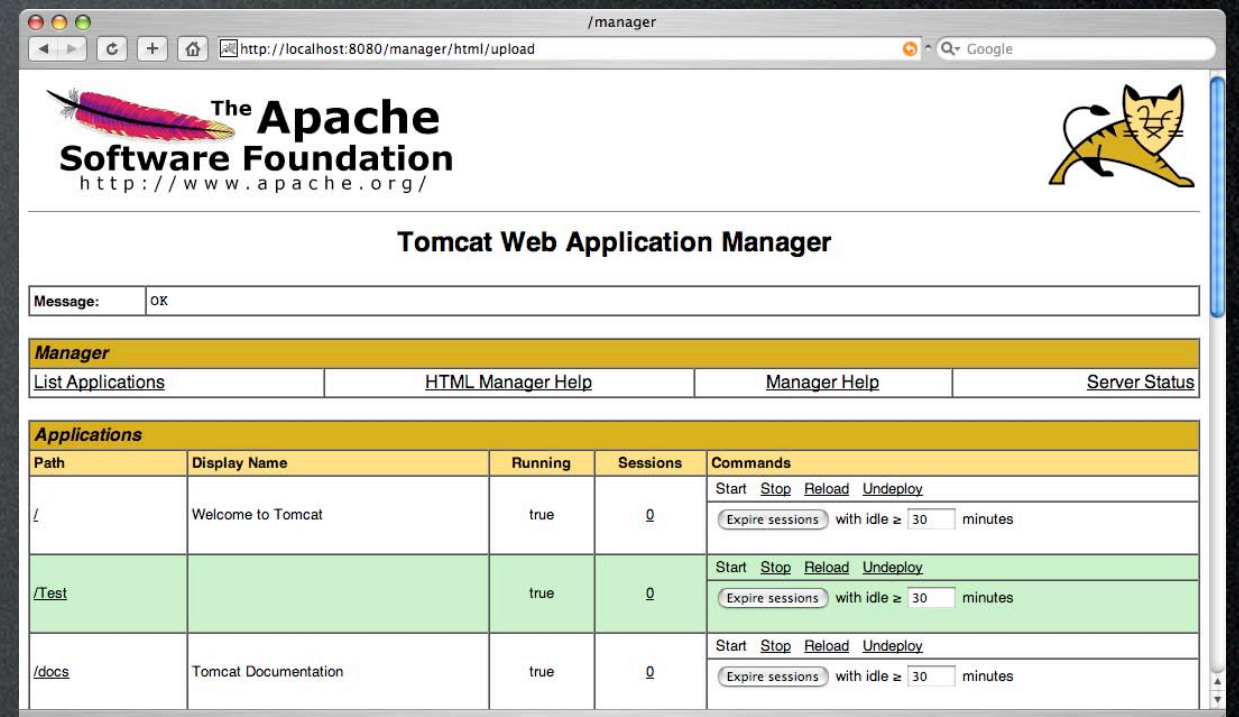 /manager
http://localhost:8080/manager/html/upload
Google
The Apache
Software Foundation
http://www.apache.org/
Tomcat Web Application Manager
Message: OK
Manager
List Applications HTML Manager Help Manager Help Server Status
Applications
Path Display Name Running Sessions Commands
Start Stop Reload Undeploy
/ Welcome to Tomcat true 0 Expire sessions with idle ≥ 30 minutes
Start Stop Reload Undeploy
/Test true 0 Expire sessions with idle ≥ 30 minutes
Start Stop Reload Undeploy
/docs Tomcat Documentation true 0 Expire sessions with idle ≥ 30 minutes